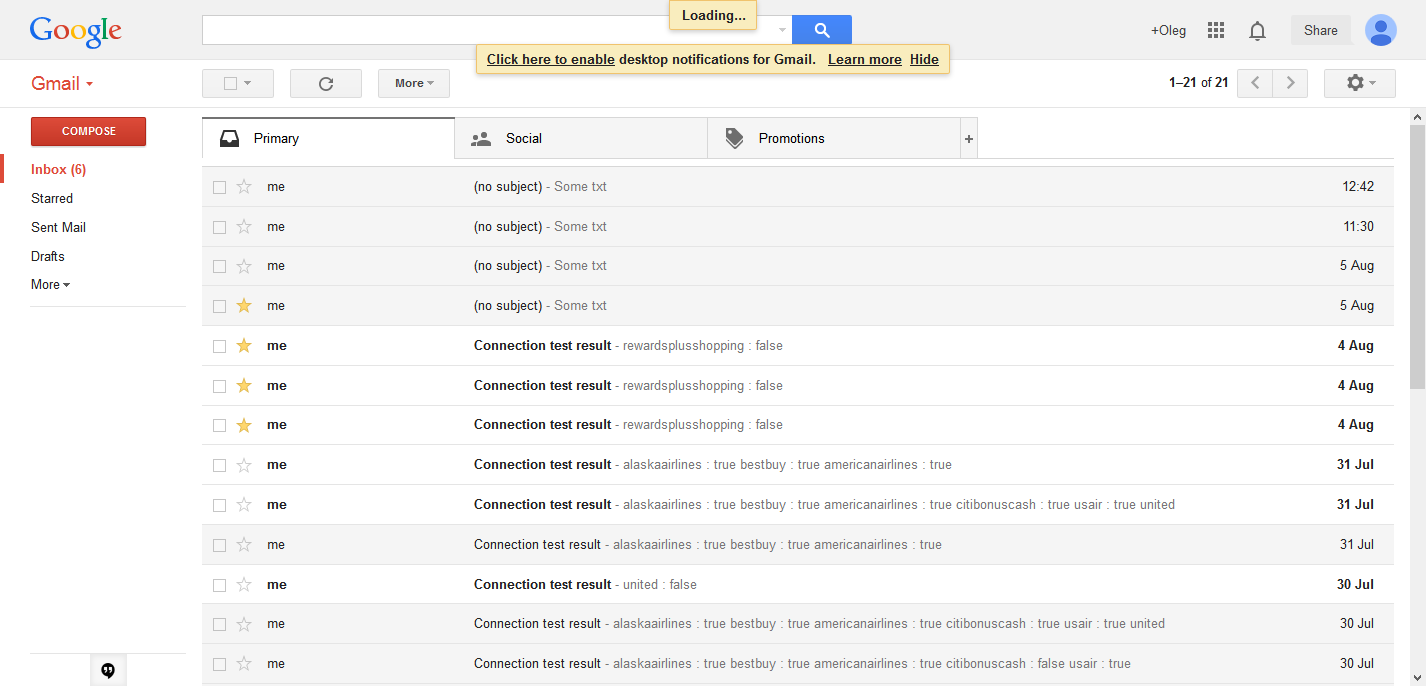 Google
Loading...
+Oleg
Share
Click here to enable desktop notifications for Gmail. Learn more Hide
Gmail
More
1–21 of 21
COMPOSE
Inbox (6)
Starred
Sent Mail
Drafts
More
Primary
Social
Promotions
+
me (no subject) - Some txt 12:42
me (no subject) - Some txt 11:30
me (no subject) - Some txt 5 Aug
me (no subject) - Some txt 5 Aug
me Connection test result - rewardsplusshopping : false 4 Aug
me Connection test result - rewardsplusshopping : false 4 Aug
me Connection test result - rewardsplusshopping : false 4 Aug
me Connection test result - alaskaairlines : true bestbuy : true americanairlines : true 31 Jul
me Connection test result - alaskaairlines : true bestbuy : true americanairlines : true citibonuscash : true usair : true united 31 Jul
me Connection test result - alaskaairlines : true bestbuy : true americanairlines : true 31 Jul
me Connection test result - united : false 30 Jul
me Connection test result - alaskaairlines : true bestbuy : true americanairlines : true citibonuscash : true usair : true united 30 Jul
me Connection test result - alaskaairlines : true bestbuy : true americanairlines : true citibonuscash : false usair : true 30 Jul